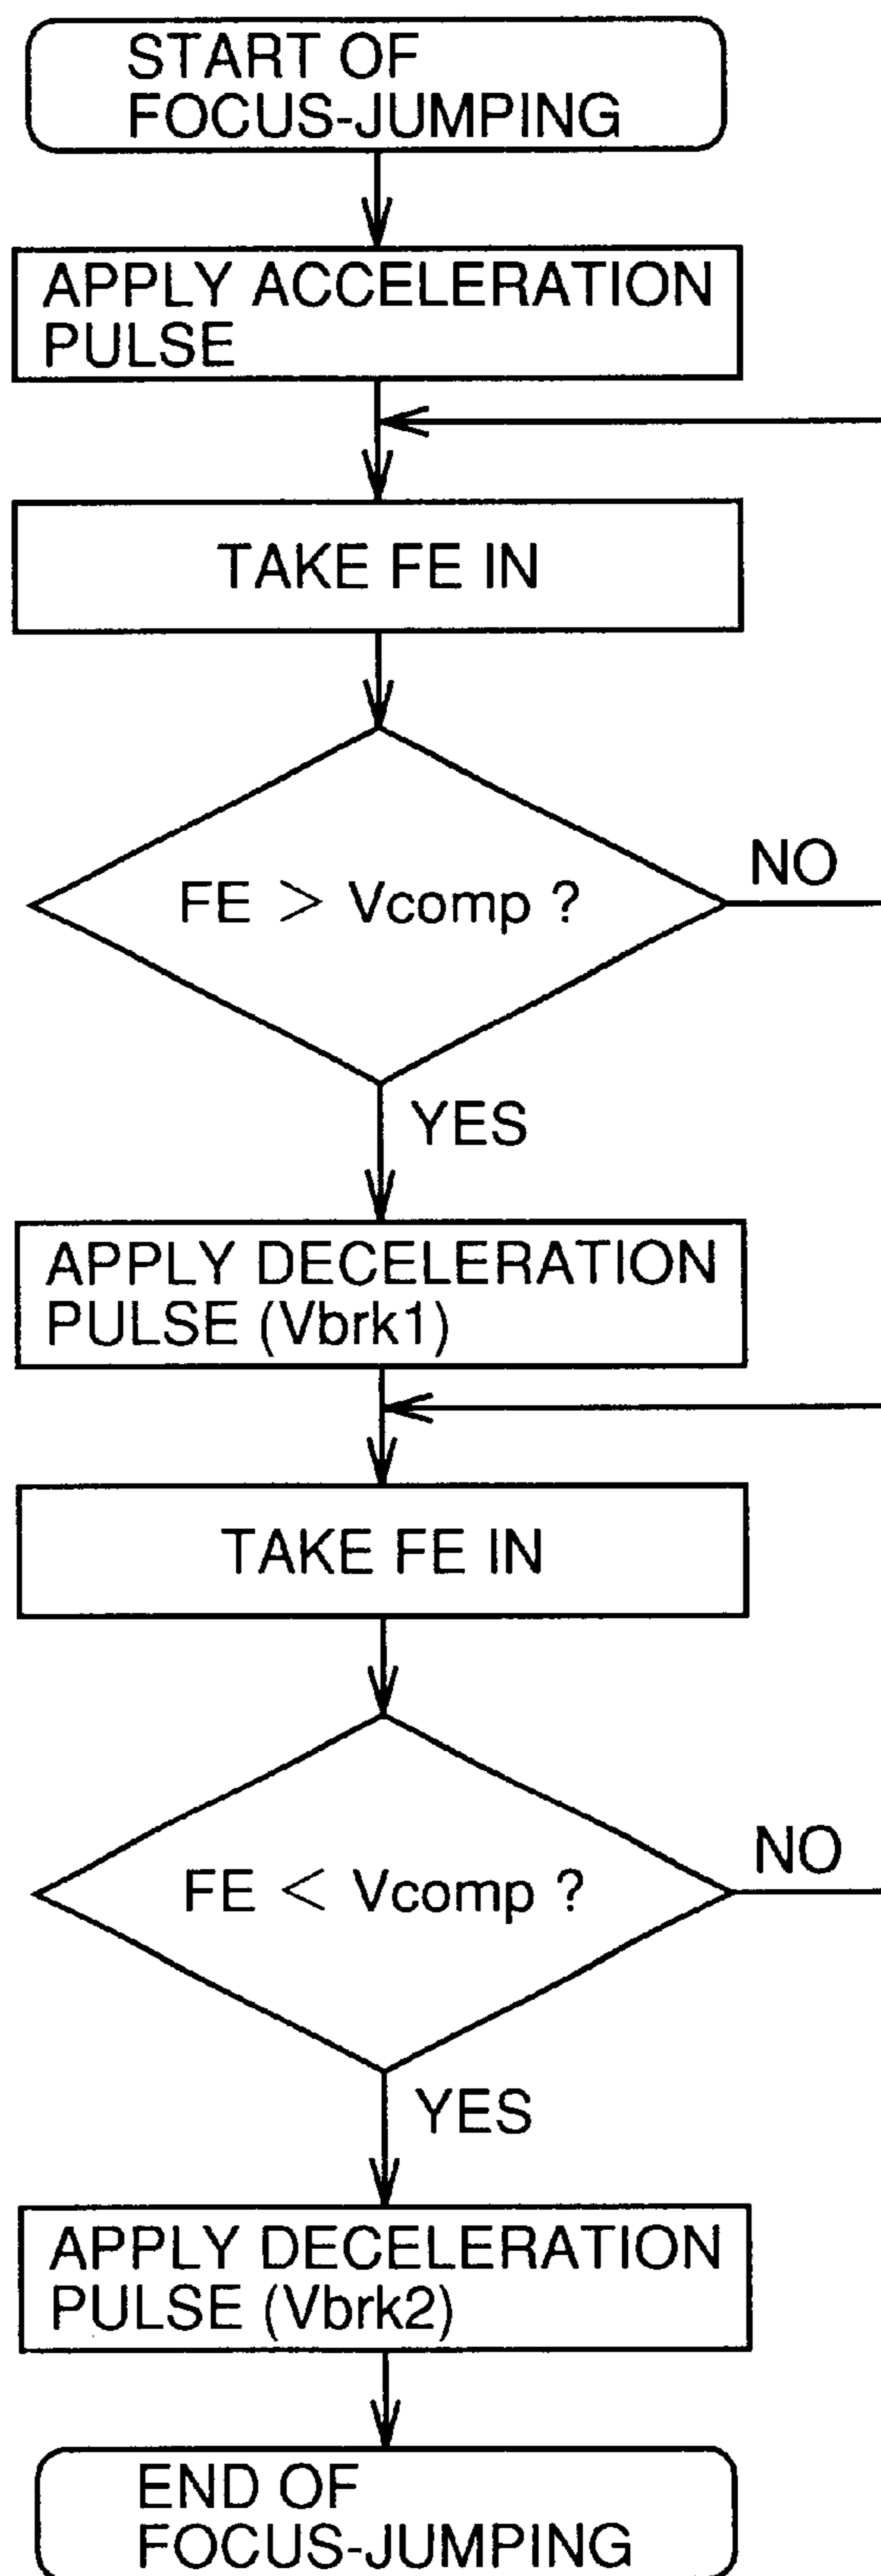 START OF
FOCUS-JUMPING
APPLY ACCELERATION
PULSE
TAKE FE IN
FE > Vcomp ?
NO
YES
APPLY DECELERATION
PULSE (Vbrk1)
TAKE FE IN
FE < Vcomp ?
NO
YES
APPLY DECELERATION
PULSE (Vbrk2)
END OF
FOCUS-JUMPING